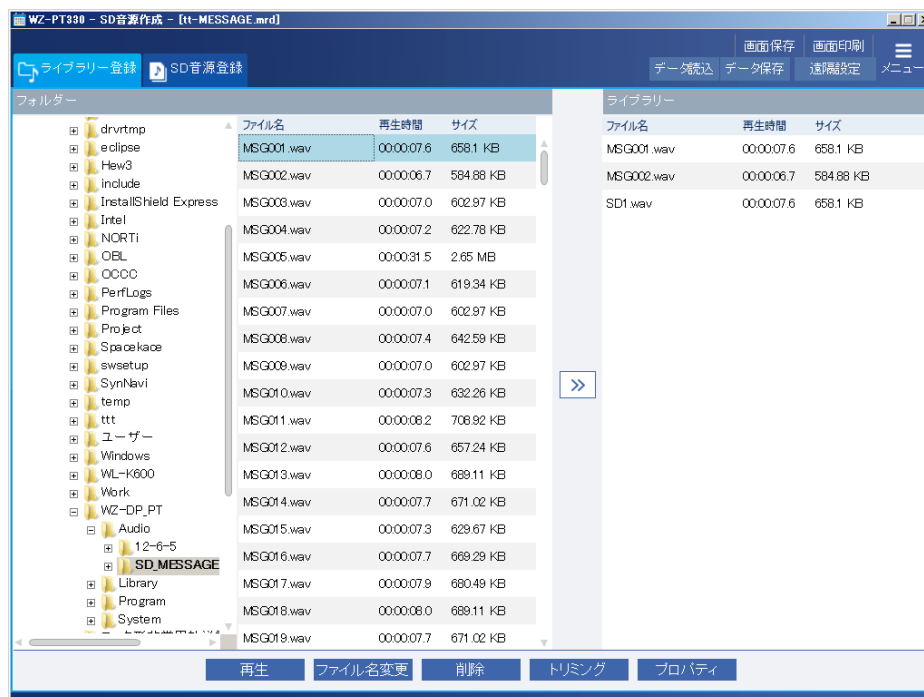 WZ-PT330 - SD音源作成 - [tt-MESSAGE.mrd]
画面保存 画面印刷
ライブラリー登録 SD音源登録 データ読込 データ保存 遠隔設定 メニュー
フォルダー ライブラリー
ファイル名 再生時間 サイズ
MSG001.wav 00:00:07.6 658.1 KB
MSG002.wav 00:00:06.7 584.88 KB
MSG003.wav 00:00:07.0 602.97 KB
MSG004.wav 00:00:07.2 622.78 KB
MSG005.wav 00:00:31.5 2.65 MB
MSG006.wav 00:00:07.1 619.34 KB
MSG007.wav 00:00:07.0 602.97 KB
MSG008.wav 00:00:07.4 642.59 KB
MSG009.wav 00:00:07.0 602.97 KB
MSG010.wav 00:00:07.3 632.26 KB
MSG011.wav 00:00:08.2 708.92 KB
MSG012.wav 00:00:07.6 657.24 KB
MSG013.wav 00:00:08.0 689.11 KB
MSG014.wav 00:00:07.7 671.02 KB
MSG015.wav 00:00:07.3 629.67 KB
MSG016.wav 00:00:07.7 669.29 KB
MSG017.wav 00:00:07.9 680.49 KB
MSG018.wav 00:00:08.0 689.11 KB
MSG019.wav 00:00:07.7 671.02 KB
drvrtmp
eclipse
Hew3
include
InstallShield Express
Intel
NORTi
OBL
OCCC
PerfLogs
Program Files
Project
Spacekace
swsetup
SynNavi
temp
ttt
ユーザー
Windows
WL-K600
Work
WZ-DP_PT
Audio
12-6-5
SD_MESSAGE
Library
Program
System
ファイル名 再生時間 サイズ
MSG001.wav 00:00:07.6 658.1 KB
MSG002.wav 00:00:06.7 584.88 KB
SD1.wav 00:00:07.6 658.1 KB
再生 ファイル名変更 削除 トリミング プロパティ